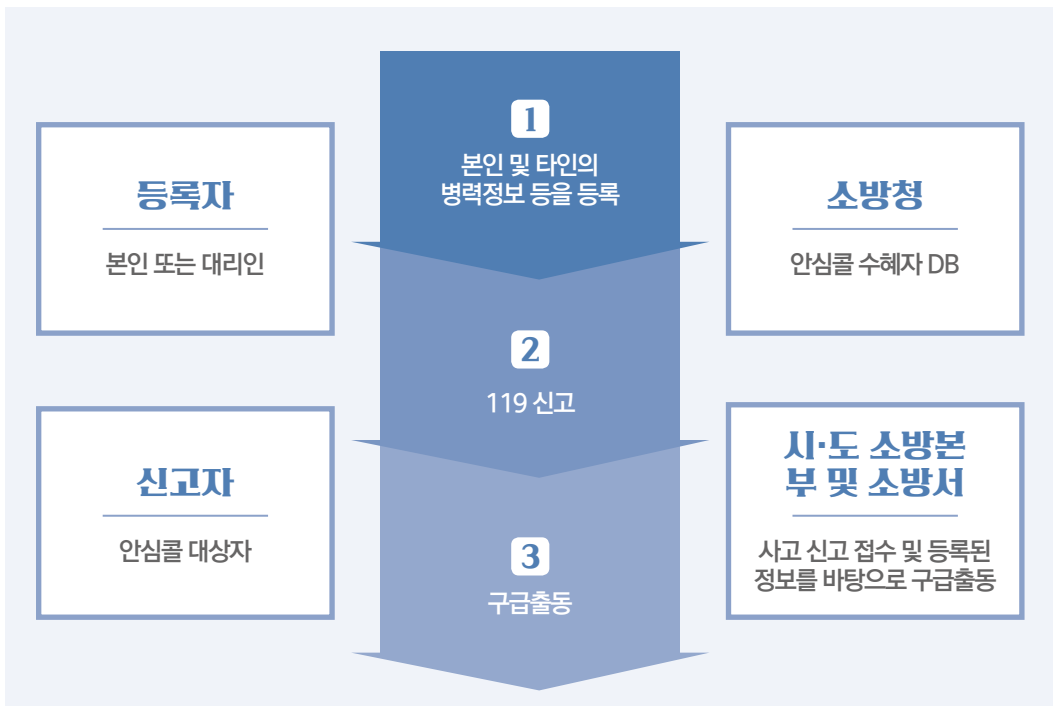 1
본인 및 타인의
병력정보 등을 등록
등록자
본인 또는 대리인
소방청
안심콜 수혜자 DB
2
119 신고
신고자
안심콜 대상자
시·도 소방본
부 및 소방서
사고 신고 접수 및 등록된
정보를 바탕으로 구급출동
3
구급출동